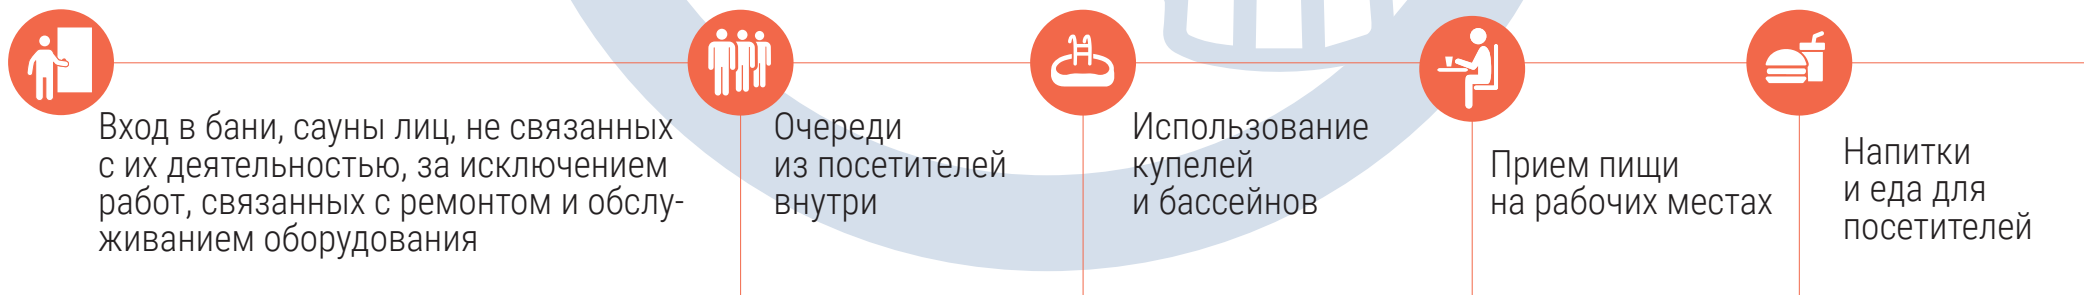 Вход в бани, сауны лиц, не связанных
с их деятельностью, за исключением
работ, связанных с ремонтом и обслу-
живанием оборудования
Очереди
из посетителей
внутри
Использование
купелей
и бассейнов
Прием пищи
на рабочих местах
Напитки
и еда для
посетителей